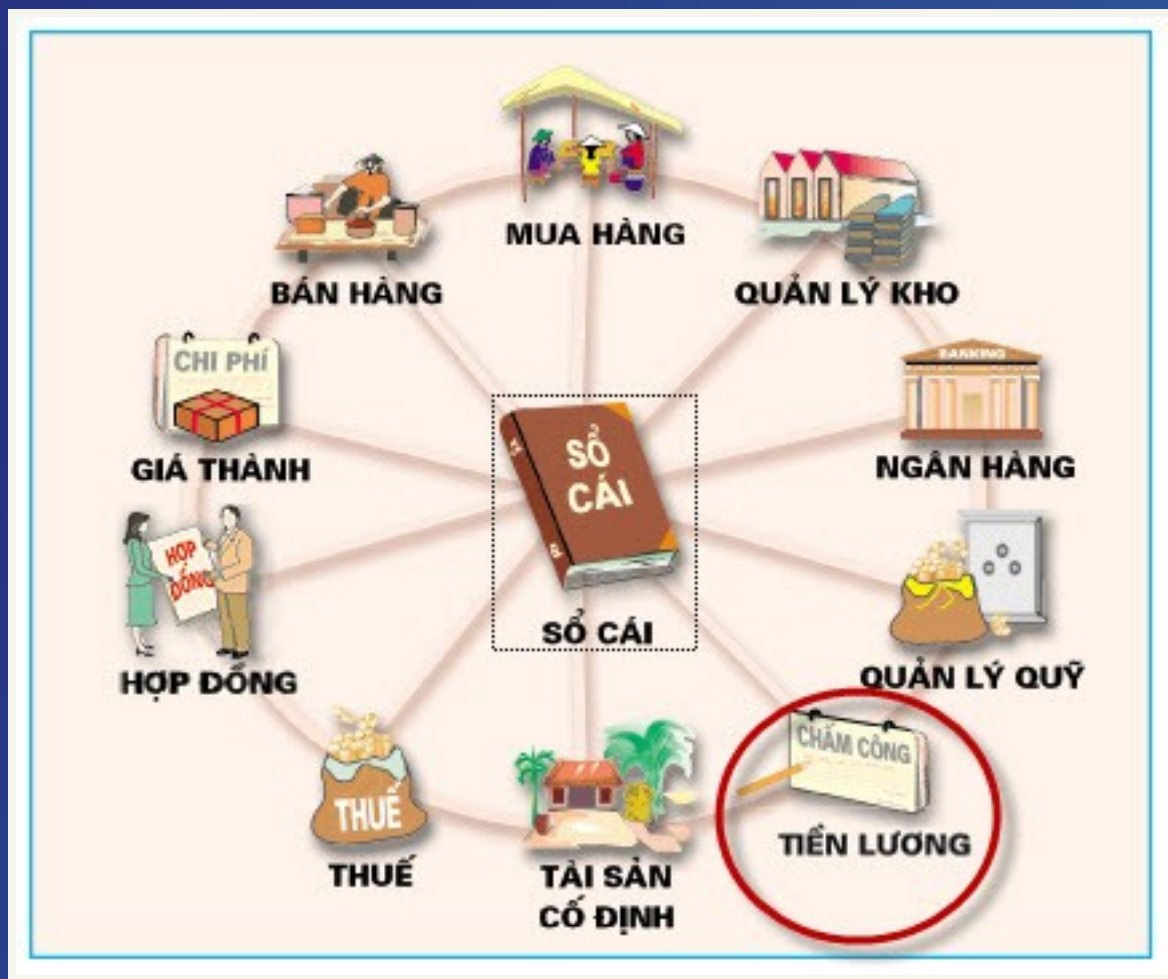 MUA HÀNG
BÁN HÀNG
QUẢN LÝ KHO
CHI PHÍ
GIÁ THÀNH
BANKING
NGÂN HÀNG
SỔ
CÁI
SỔ CÁI
HỢP
ĐỒNG
HỢP ĐỒNG
QUẢN LÝ QUỸ
CHẤM CÔNG
TIỀN LƯƠNG
THUẾ
THUẾ
TÀI SẢN
CỐ ĐỊNH